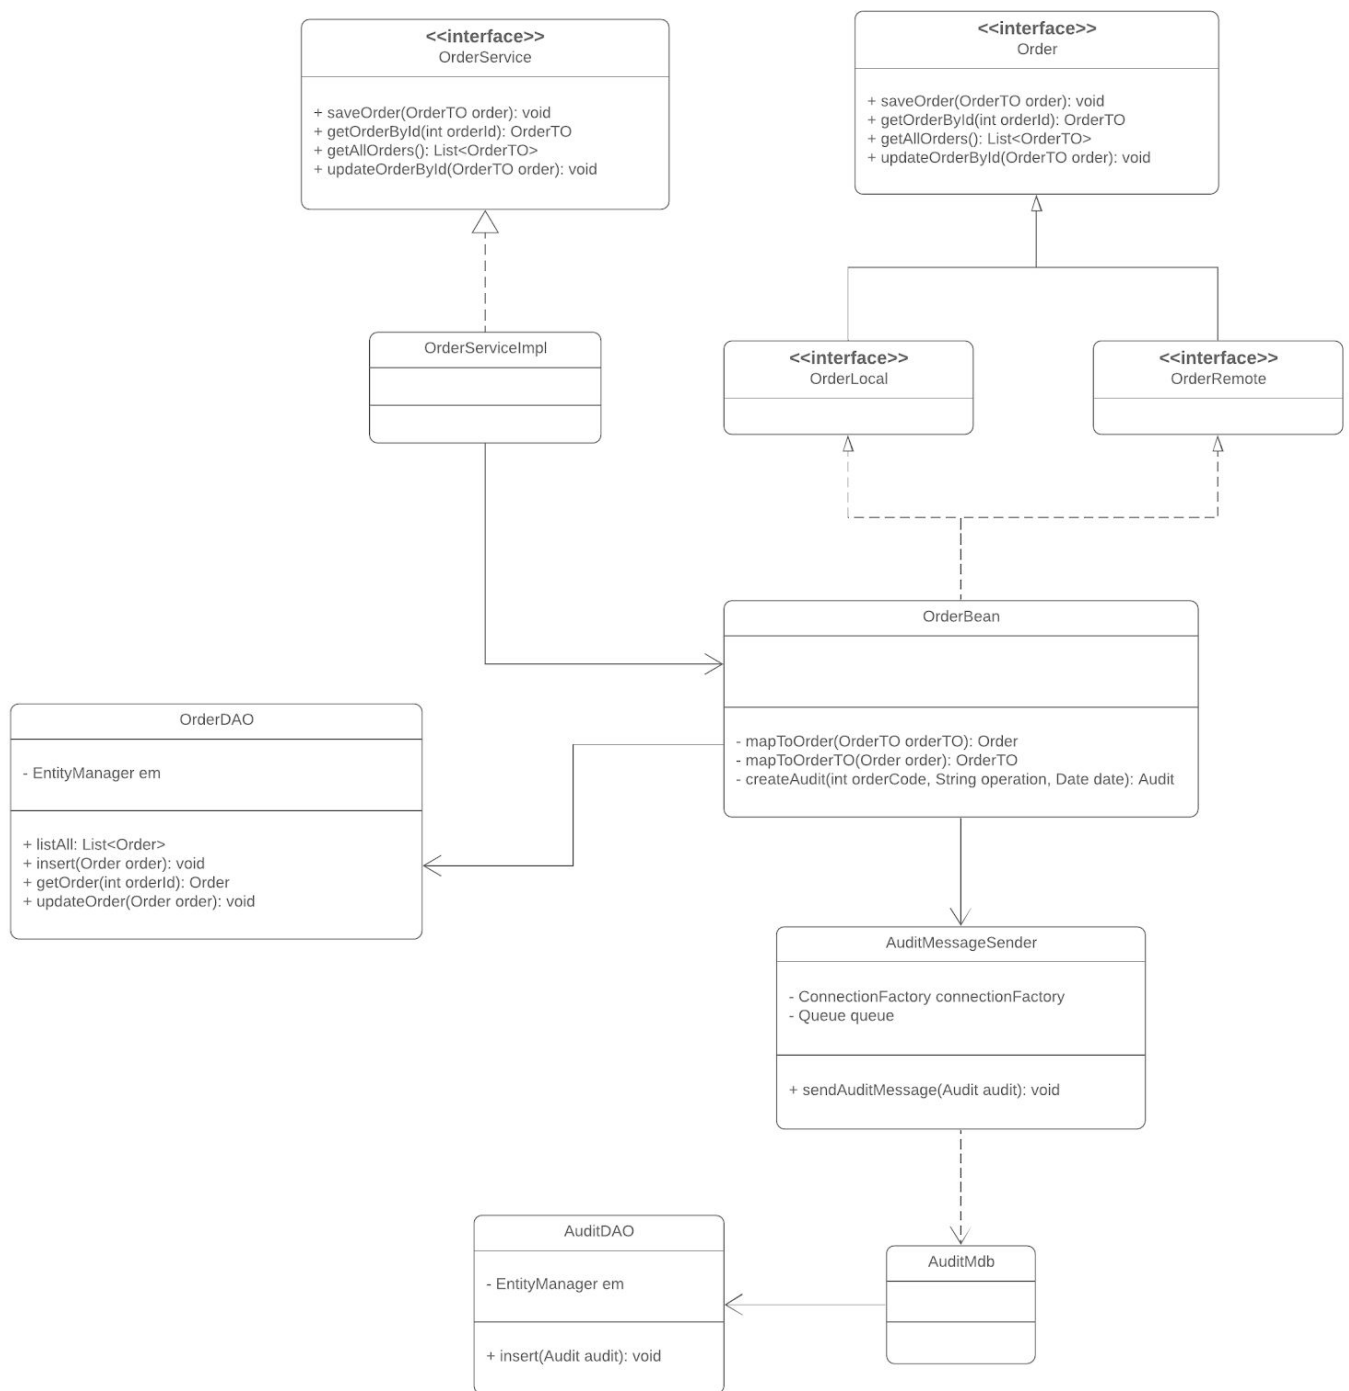 <<interface>>
OrderService
+ saveOrder(OrderTO order): void
+ getOrderById(int orderId): OrderTO
+ getAllOrders(): List<OrderTO>
+ updateOrderById(OrderTO order): void
<<interface>>
Order
+ saveOrder(OrderTO order): void
+ getOrderById(int orderId): OrderTO
+ getAllOrders(): List<OrderTO>
+ updateOrderById(OrderTO order): void
OrderServiceImpl
<<interface>>
OrderLocal
<<interface>>
OrderRemote
OrderBean
- mapToOrder(OrderTO orderTO): Order
- mapToOrderTO(Order order): OrderTO
- createAudit(int orderCode, String operation, Date date): Audit
OrderDAO
- EntityManager em
+ listAll: List<Order>
+ insert(Order order): void
+ getOrder(int orderId): Order
+ updateOrder(Order order): void
AuditMessageSender
- ConnectionFactory connectionFactory
- Queue queue
+ sendAuditMessage(Audit audit): void
AuditDAO
- EntityManager em
+ insert(Audit audit): void
AuditMdb